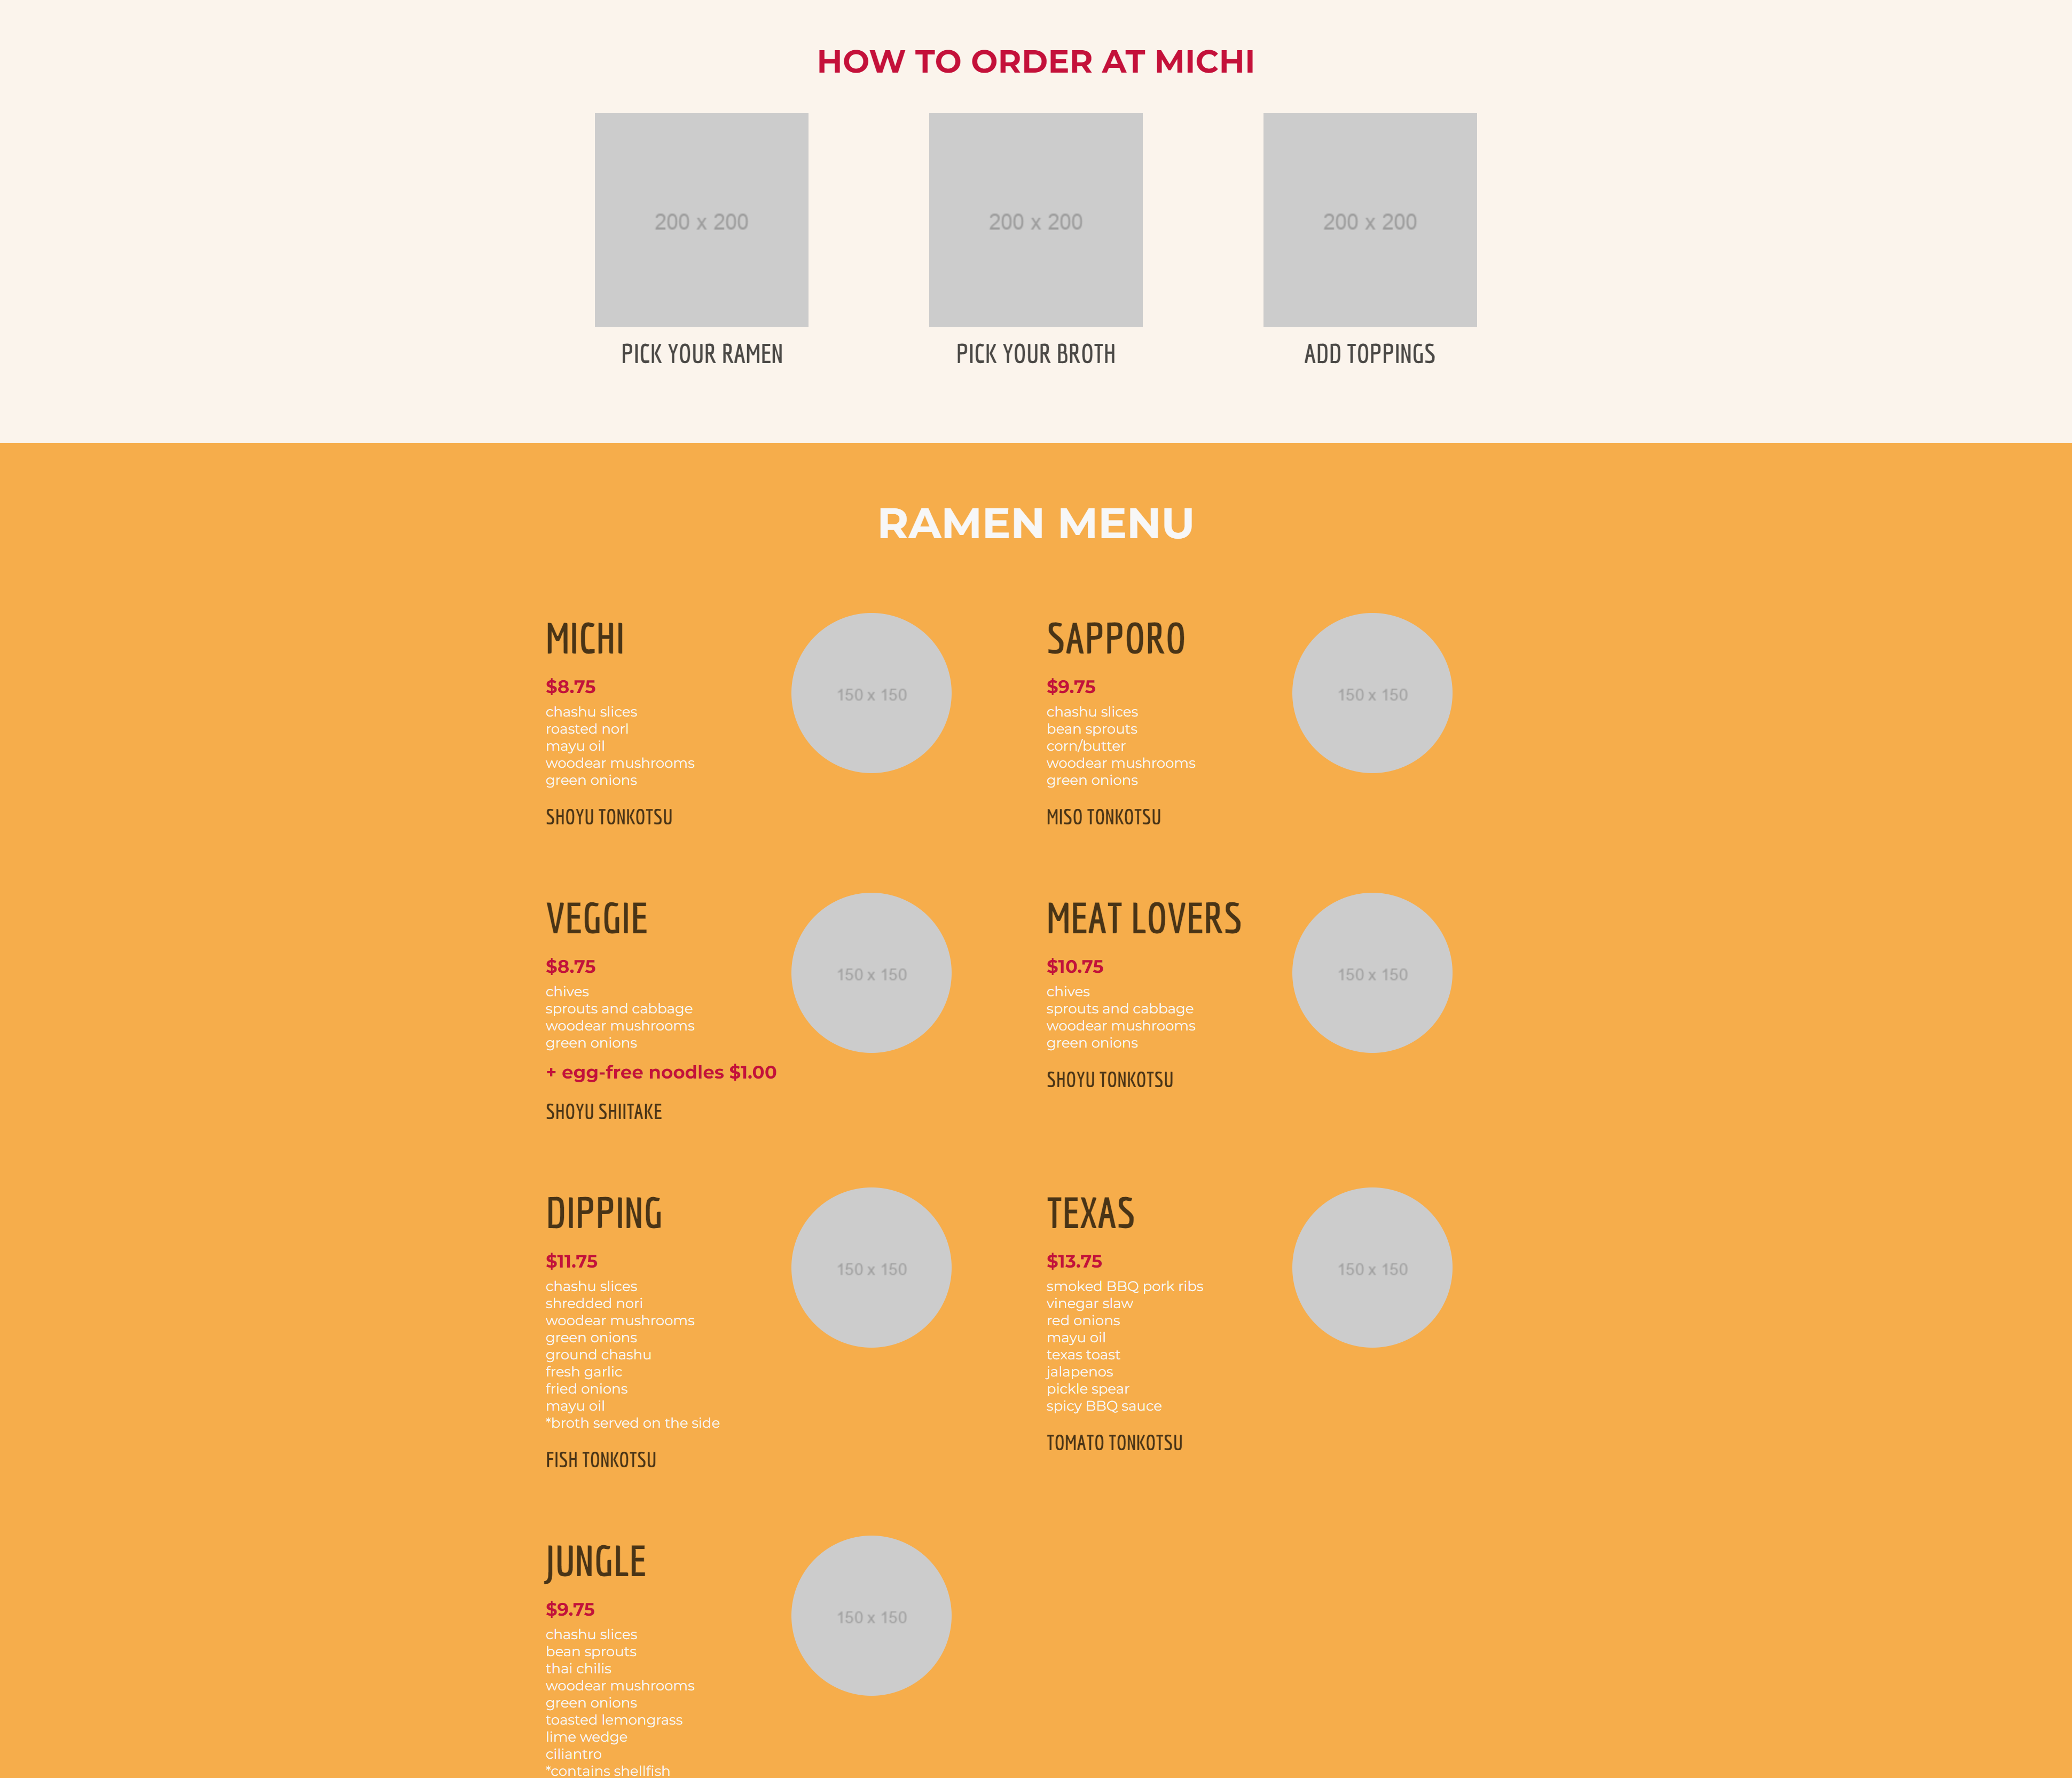 HOW TO ORDER AT MICHI
200 x 200
200 x 200
200 x 200
PICK YOUR RAMEN
PICK YOUR BROTH
ADD TOPPINGS
RAMEN MENU
MICHI
$8.75
chashu slices
roasted norl
mayu oil
woodear mushrooms
green onions
SHOYU TONKOTSU
150 x 150
SAPPORO
$9.75
chashu slices
bean sprouts
corn/butter
woodear mushrooms
green onions
MISO TONKOTSU
150 x 150
VEGGIE
$8.75
chives
sprouts and cabbage
woodear mushrooms
green onions
+ egg-free noodles $1.00
SHOYU SHIITAKE
150 x 150
MEAT LOVERS
$10.75
chives
sprouts and cabbage
woodear mushrooms
green onions
SHOYU TONKOTSU
150 x 150
DIPPING
$11.75
chashu slices
shredded nori
woodear mushrooms
green onions
ground chashu
fresh garlic
fried onions
mayu oil
*broth served on the side
FISH TONKOTSU
150 x 150
TEXAS
$13.75
smoked BBQ pork ribs
vinegar slaw
red onions
mayu oil
texas toast
jalapenos
pickle spear
spicy BBQ sauce
TOMATO TONKOTSU
150 x 150
JUNGLE
$9.75
chashu slices
bean sprouts
thai chilis
woodear mushrooms
green onions
toasted lemongrass
lime wedge
ciliantro
*contains shellfish
150 x 150